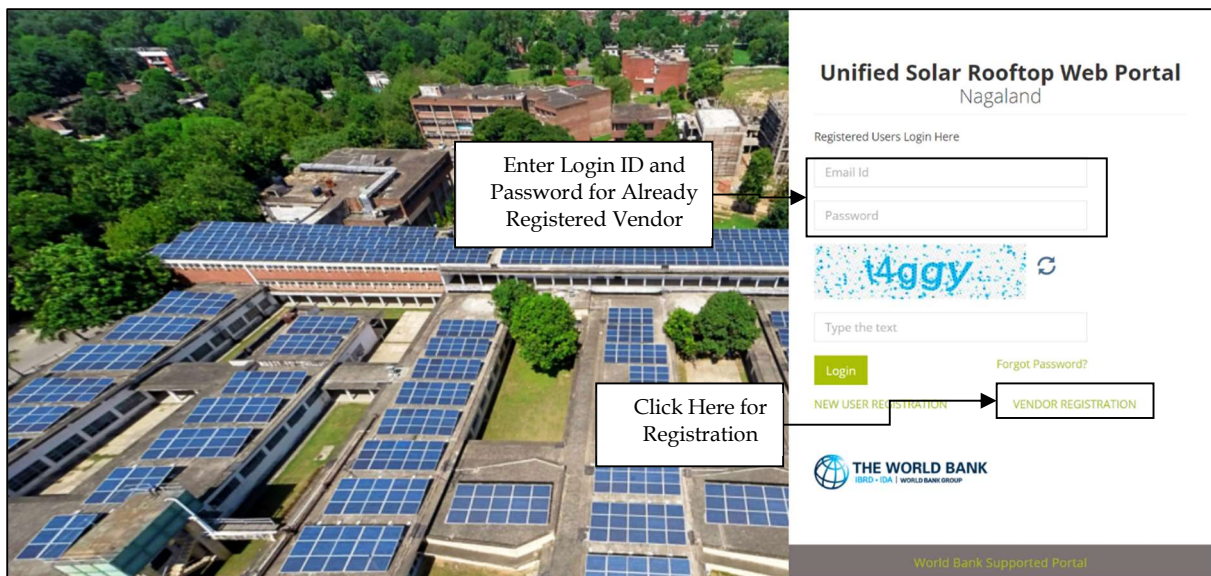 Unified Solar Rooftop Web Portal
Nagaland
Registered Users Login Here
Enter Login ID and
Password for Already
Registered Vendor
Email Id
Password
t4ggy
Type the text
Login
Forgot Password?
Click Here for
Registration
NEW USER REGISTRATION
VENDOR REGISTRATION
THE WORLD BANK
IBRD • IDA | WORLD BANK GROUP
World Bank Supported Portal